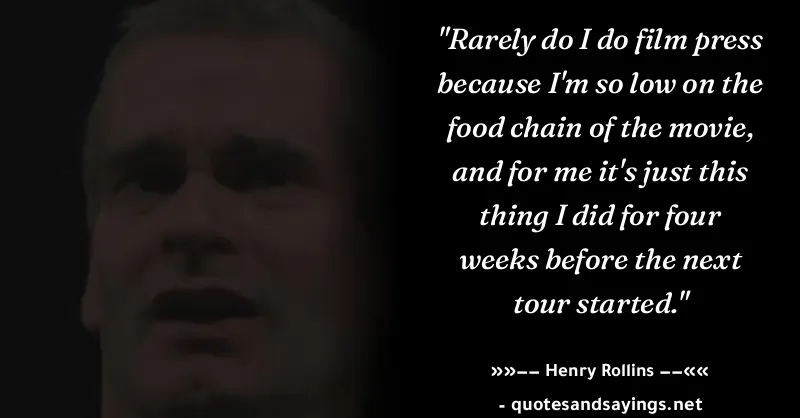 "Rarely do I do film press
because I'm so low on the
food chain of the movie,
and for me it's just this
thing I did for four
weeks before the next
tour started."
»»–– Henry Rollins ––««
- quotesandsayings.net